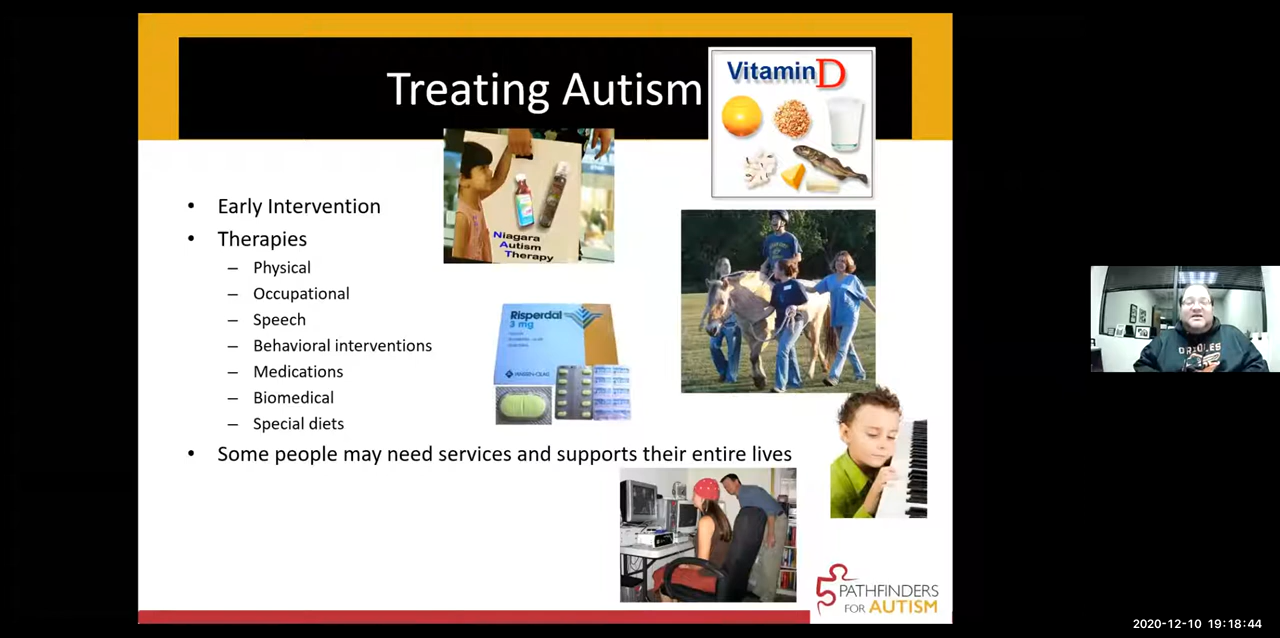 Treating Autism
Vitamin D
• Early Intervention
• Therapies
– Physical
– Occupational
– Speech
– Behavioral interventions
– Medications
– Biomedical
– Special diets
• Some people may need services and supports their entire lives
Niagara
Autism
Therapy
Risperdal
3 mg
ORIOLES
PATHFINDERS
FOR AUTISM
2020-12-10 19:18:44